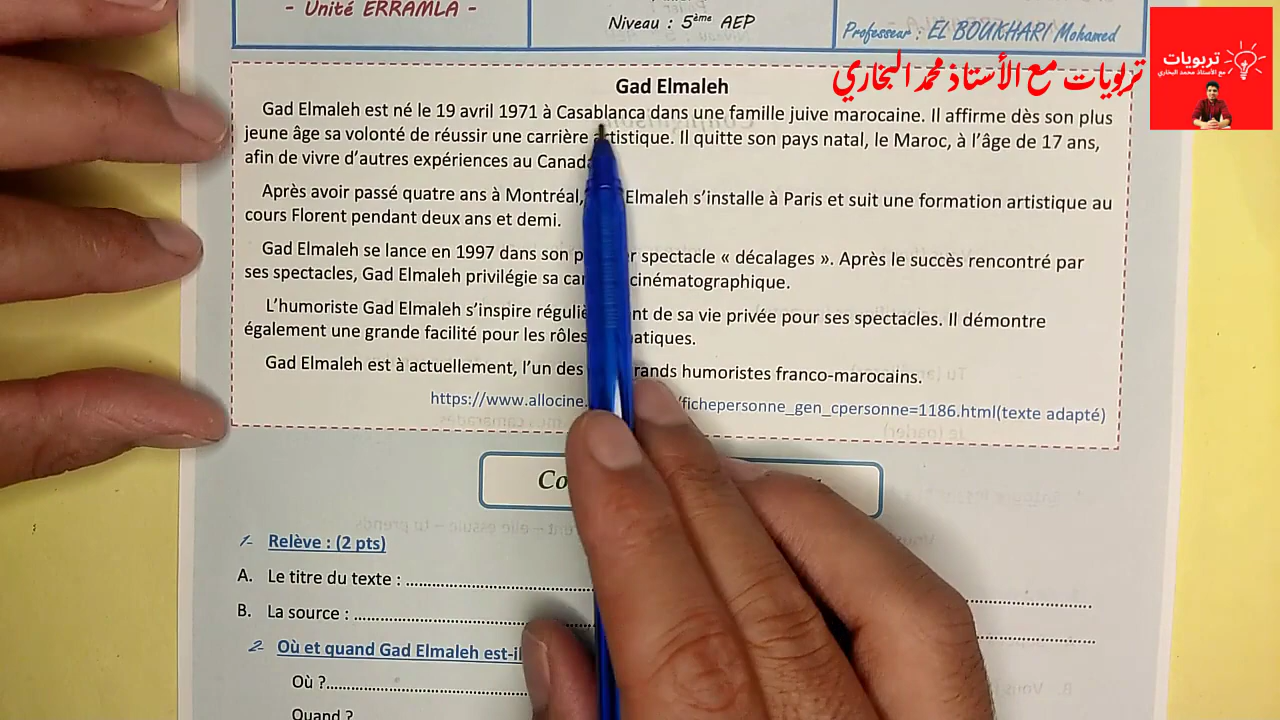 - Unité ERRAMLA -
Niveau : 5ème AEP
Professeur : EL BOUKHARI Mohamed
تربويات مع الأستاذ محمد البخاري
تربويات
مع الأستاذ محمد البخاري
Gad Elmaleh
Gad Elmaleh est né le 19 avril 1971 à Casablanca dans une famille juive marocaine. Il affirme dès son plus
jeune âge sa volonté de réussir une carrière artistique. Il quitte son pays natal, le Maroc, à l’âge de 17 ans,
afin de vivre d’autres expériences au Canada
Après avoir passé quatre ans à Montréal, Elmaleh s’installe à Paris et suit une formation artistique au
cours Florent pendant deux ans et demi.
Gad Elmaleh se lance en 1997 dans son spectacle « décalages ». Après le succès rencontré par
ses spectacles, Gad Elmaleh privilégie sa cinématographique.
L’humoriste Gad Elmaleh s’inspire de sa vie privée pour ses spectacles. Il démontre
également une grande facilité pour les rôles
Gad Elmaleh est à actuellement, l’un des humoristes franco-marocains.
https://www.allocine. /fichepersonne_gen_cpersonne=1186.html(texte adapté)
1- Relève : (2 pts)
A. Le titre du texte :
B. La source :
2- Où et quand Gad Elmaleh est-il
Où ?
Quand ?